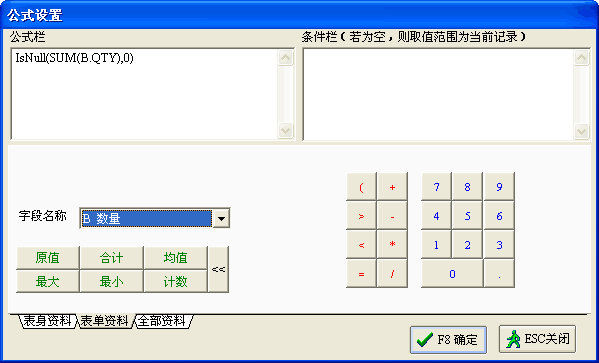 公式设置
公式栏 条件栏(若为空，则取值范围为当前记录)
IsNull(SUM(B.QTY),0)
( + 7 8 9
字段名称 B 数量 > - 4 5 6
原值 合计 均值 < * 1 2 3
最大 最小 计数 << = / 0 .
表身资料 表单资料 全部资料
F8 确定 ESC关闭